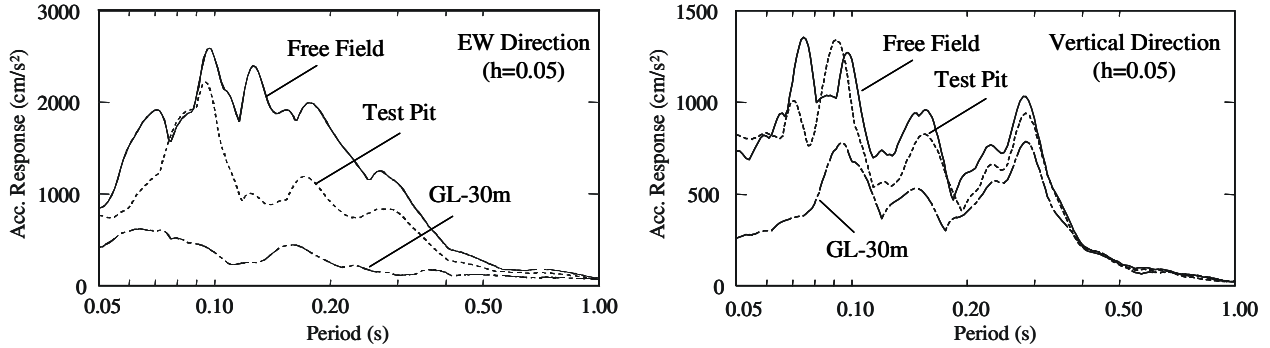 3000
2000
1000
0
Acc. Response (cm/s²)
Free Field
EW Direction
(h=0.05)
Test Pit
GL-30m
0.05
0.10
0.20
0.50
1.00
Period (s)
1500
1000
500
0
Acc. Response (cm/s²)
Free Field
Vertical Direction
(h=0.05)
Test Pit
GL-30m
0.05
0.10
0.20
0.50
1.00
Period (s)